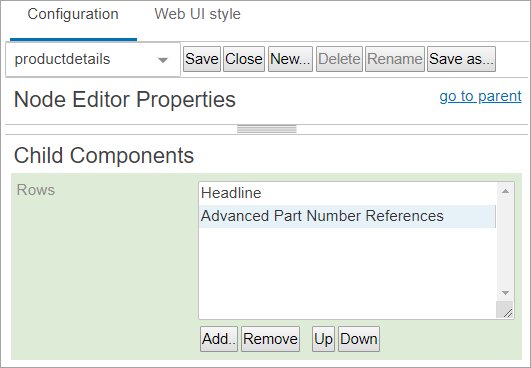 Configuration Web UI style
productdetails Save Close New... Delete Rename Save as...
Node Editor Properties go to parent
Child Components
Rows Headline
Advanced Part Number References
Add.. Remove Up Down